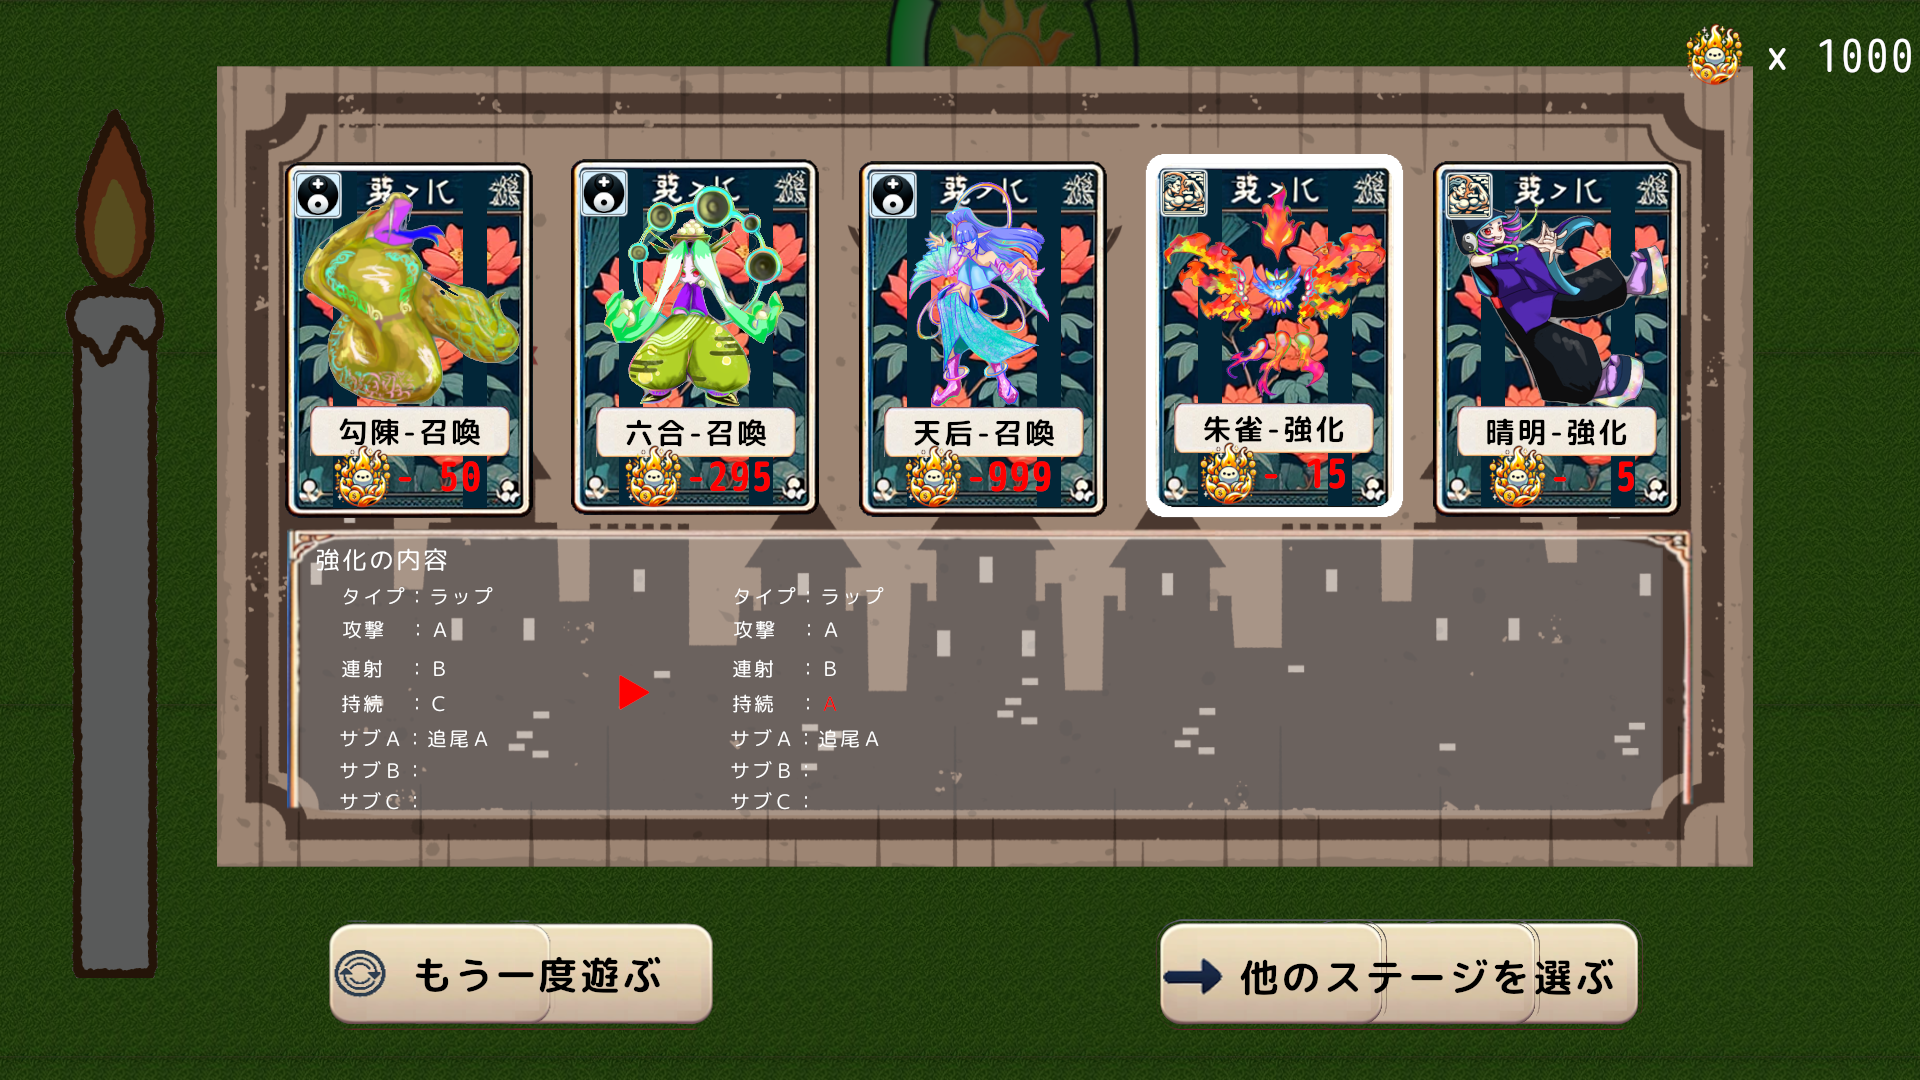 x 1000
勾陳-召喚
- 50
六合-召喚
-295
天后-召喚
-999
朱雀-強化
- 15
晴明-強化
- 5
強化の内容
タイプ：ラップ
攻撃　：A
連射　：B
持続　：C
サブA：追尾A
サブB：
サブC：
タイプ：ラップ
攻撃　：A
連射　：B
持続　：A
サブA：追尾A
サブB：
サブC：
もう一度遊ぶ
他のステージを選ぶ